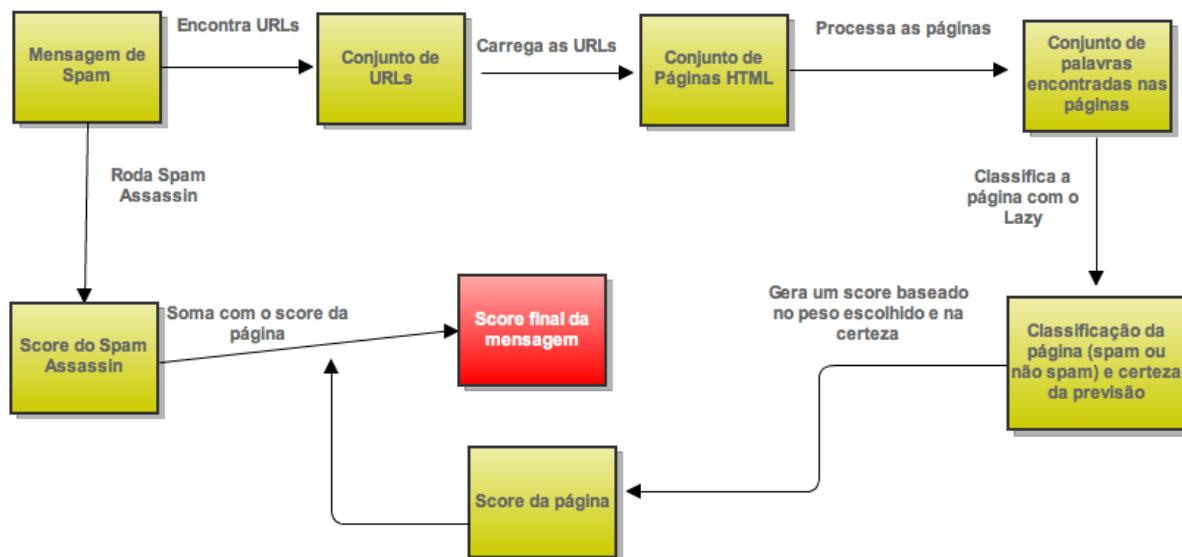 Encontra URLs
Mensagem de
Spam
Conjunto de
URLs
Carrega as URLs
Conjunto de
Páginas HTML
Processa as páginas
Conjunto de
palavras
encontradas nas
páginas
Roda Spam
Assassin
Classifica a
página com o
Lazy
Score do Spam
Assassin
Soma com o score da
página
Score final da
mensagem
Gera um score baseado
no peso escolhido e na
certeza
Classificação da
página (spam ou
não spam) e certeza
da previsão
Score da página